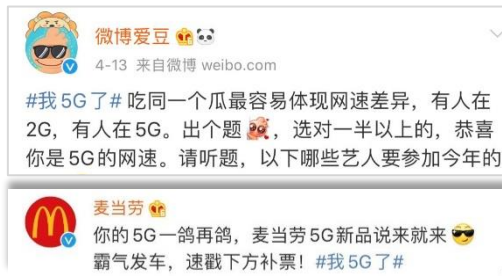 微博爱豆
4-13 来自微博 weibo.com
#我5G了# 吃同一个瓜最容易体现网速差异，有人在
2G，有人在5G。出个题，选对一半以上的，恭喜
你是5G的网速。请听题，以下哪些艺人要参加今年的
麦当劳
你的5G一鸽再鸽，麦当劳5G新品说来就来
霸气发车，速戳下方补票！#我5G了#